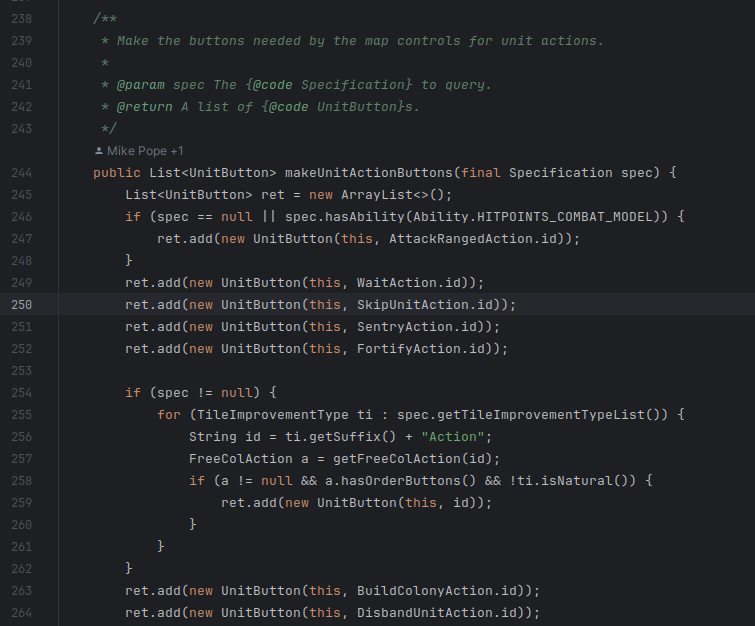 238 /**
239 * Make the buttons needed by the map controls for unit actions.
240 *
241 * @param spec The {@code Specification} to query.
242 * @return A list of {@code UnitButton}s.
243 */
Mike Pope +1
244 public List<UnitButton> makeUnitActionButtons(final Specification spec) {
245 List<UnitButton> ret = new ArrayList<>();
246 if (spec == null || spec.hasAbility(Ability.HITPOINTS_COMBAT_MODEL)) {
247 ret.add(new UnitButton(this, AttackRangedAction.id));
248 }
249 ret.add(new UnitButton(this, WaitAction.id));
250 ret.add(new UnitButton(this, SkipUnitAction.id));
251 ret.add(new UnitButton(this, SentryAction.id));
252 ret.add(new UnitButton(this, FortifyAction.id));
253
254 if (spec != null) {
255 for (TileImprovementType ti : spec.getTileImprovementTypeList()) {
256 String id = ti.getSuffix() + "Action";
257 FreeColAction a = getFreeColAction(id);
258 if (a != null && a.hasOrderButtons() && !ti.isNatural()) {
259 ret.add(new UnitButton(this, id));
260 }
261 }
262 }
263 ret.add(new UnitButton(this, BuildColonyAction.id));
264 ret.add(new UnitButton(this, DisbandUnitAction.id));